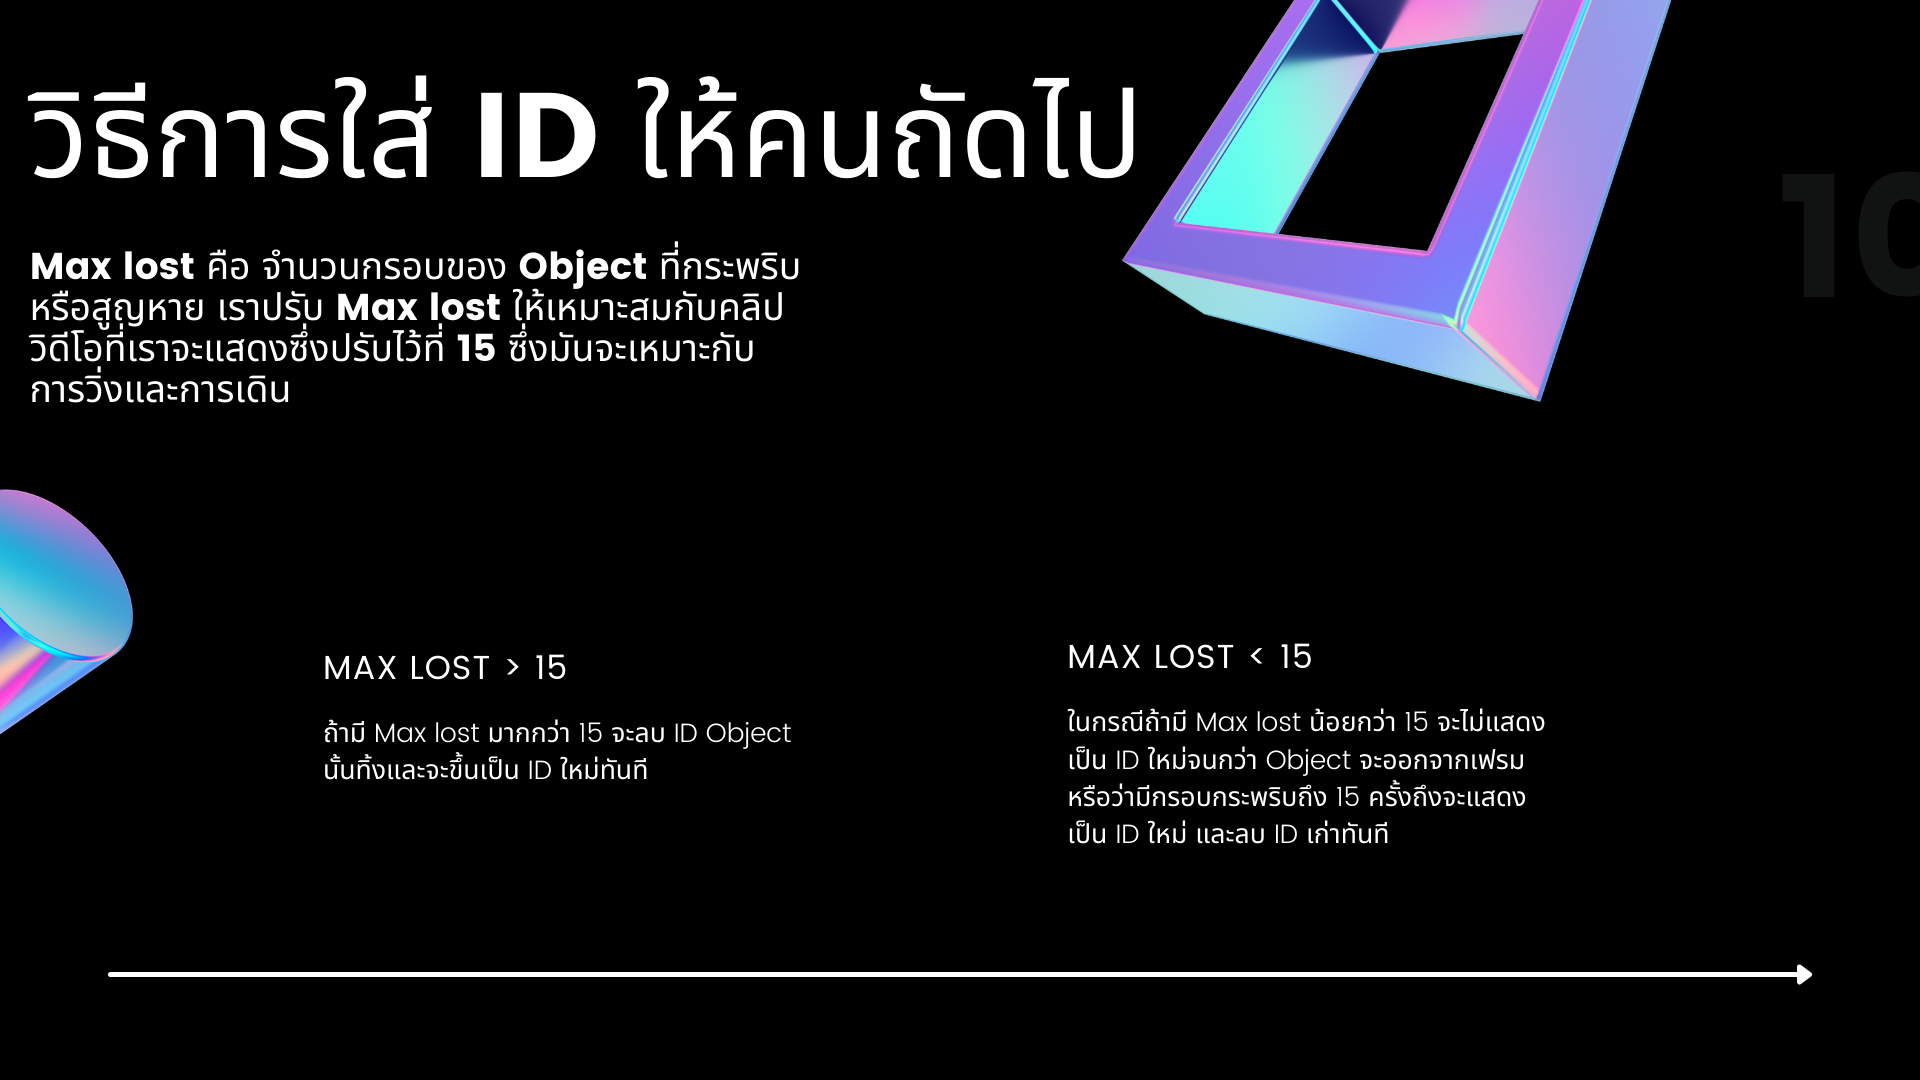 วิธีการใส่ ID ให้คนถัดไป
10
Max lost คือ จำนวนกรอบของ Object ที่กระพริบ
หรือสูญหาย เราปรับ Max lost ให้เหมาะสมกับคลิป
วิดีโอที่เราจะแสดงซึ่งปรับไว้ที่ 15 ซึ่งมันจะเหมาะกับ
การวิ่งและการเดิน
MAX LOST > 15
ถ้ามี Max lost มากกว่า 15 จะลบ ID Object
นั้นทิ้งและจะขึ้นเป็น ID ใหม่ทันที
MAX LOST < 15
ในกรณีถ้ามี Max lost น้อยกว่า 15 จะไม่แสดง
เป็น ID ใหม่จนกว่า Object จะออกจากเฟรม
หรือว่ามีกรอบกระพริบถึง 15 ครั้งถึงจะแสดง
เป็น ID ใหม่ และลบ ID เก่าทันที